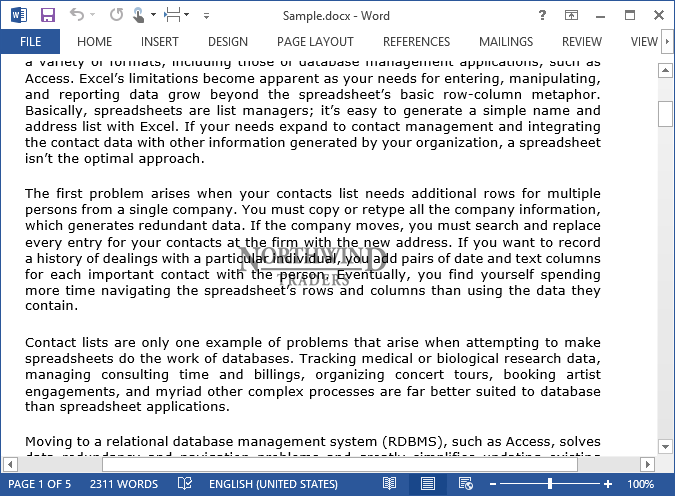 Sample.docx - Word
?
FILE HOME INSERT DESIGN PAGE LAYOUT REFERENCES MAILINGS REVIEW VIEW
a variety of formats, including those of database management applications, such as
Access. Excel’s limitations become apparent as your needs for entering, manipulating,
and reporting data grow beyond the spreadsheet’s basic row-column metaphor.
Basically, spreadsheets are list managers; it’s easy to generate a simple name and
address list with Excel. If your needs expand to contact management and integrating
the contact data with other information generated by your organization, a spreadsheet
isn’t the optimal approach.
The first problem arises when your contacts list needs additional rows for multiple
persons from a single company. You must copy or retype all the company information,
which generates redundant data. If the company moves, you must search and replace
every entry for your contacts at the firm with the new address. If you want to record
a history of dealings with a particular individual, you add pairs of date and text columns
for each important contact with the person. Eventually, you find yourself spending
more time navigating the spreadsheet’s rows and columns than using the data they
contain.
NORTHWIND
TRADERS
Contact lists are only one example of problems that arise when attempting to make
spreadsheets do the work of databases. Tracking medical or biological research data,
managing consulting time and billings, organizing concert tours, booking artist
engagements, and myriad other complex processes are far better suited to database
than spreadsheet applications.
Moving to a relational database management system (RDBMS), such as Access, solves
data redundancy and navigation problems and greatly simplifies updating existing
PAGE 1 OF 5 2311 WORDS ENGLISH (UNITED STATES) 100%